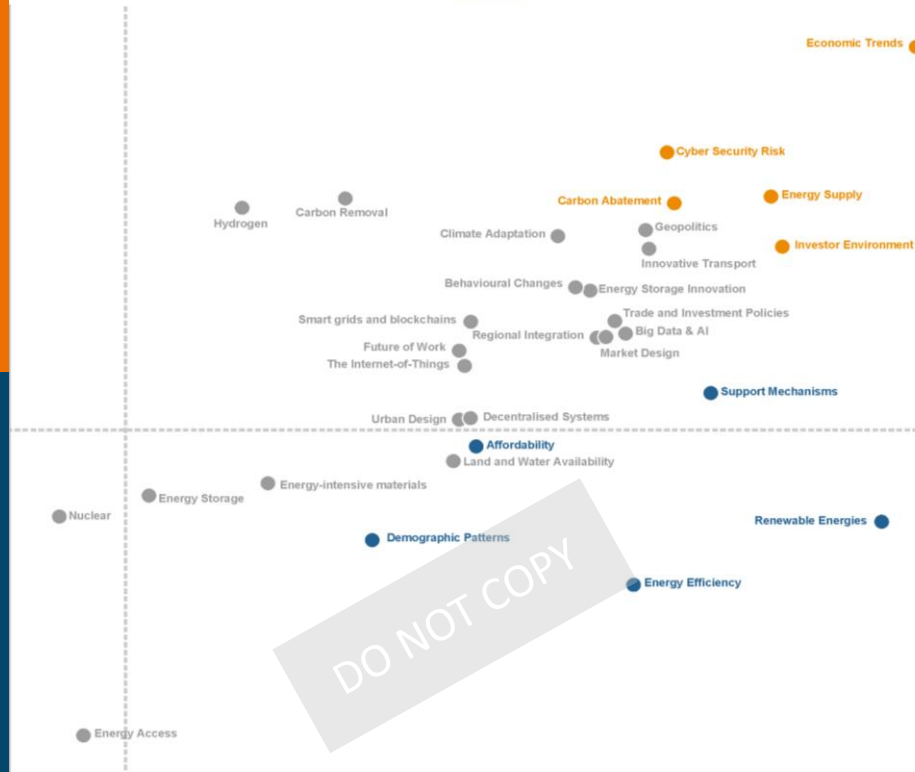 Economic Trends
Cyber Security Risk
Energy Supply
Carbon Abatement
Hydrogen
Carbon Removal
Geopolitics
Climate Adaptation
Investor Environment
Innovative Transport
Behavioural Changes
Energy Storage Innovation
Trade and Investment Policies
Smart grids and blockchains
Big Data & AI
Regional Integration
Market Design
Future of Work
The Internet-of-Things
Support Mechanisms
Urban Design
Decentralised Systems
Affordability
Land and Water Availability
Energy-intensive materials
Energy Storage
Nuclear
Renewable Energies
Demographic Patterns
Energy Efficiency
DO NOT COPY
Energy Access